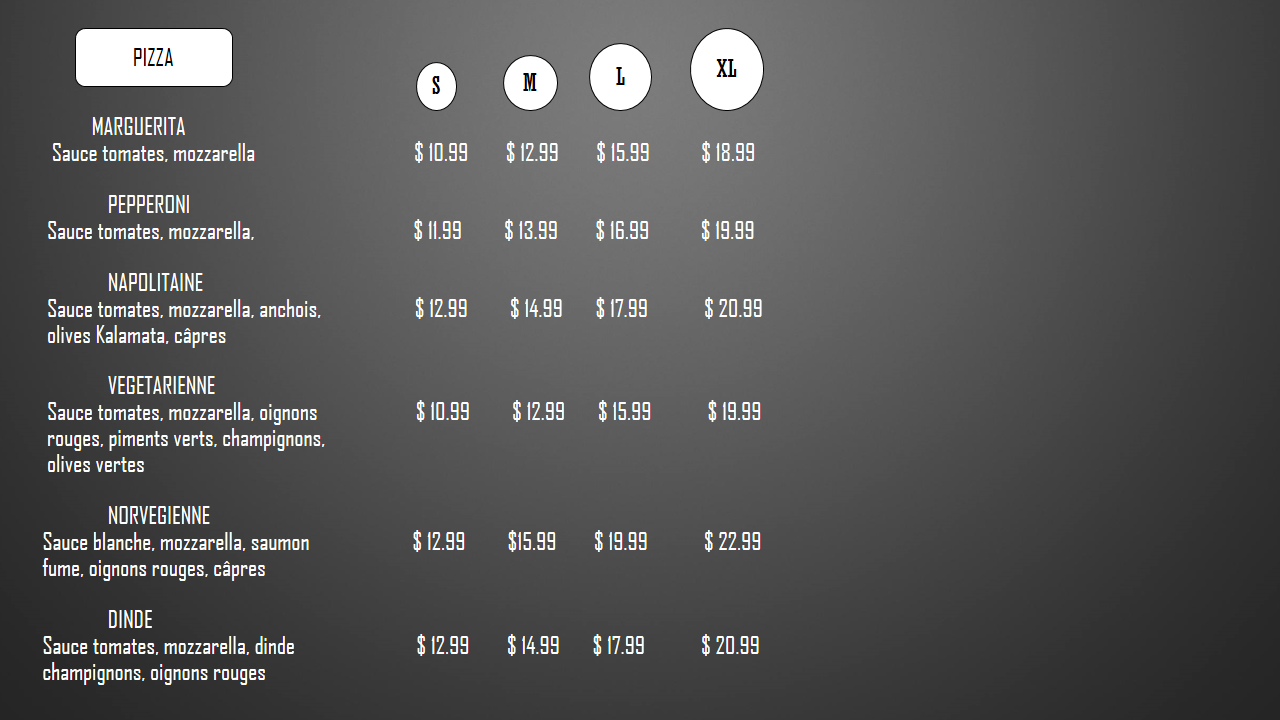 PIZZA
S M L XL
MARGUERITA
Sauce tomates, mozzarella $ 10.99 $ 12.99 $ 15.99 $ 18.99
PEPPERONI
Sauce tomates, mozzarella, $ 11.99 $ 13.99 $ 16.99 $ 19.99
NAPOLITAINE
Sauce tomates, mozzarella, anchois, $ 12.99 $ 14.99 $ 17.99 $ 20.99
olives Kalamata, câpres
VEGETARIENNE
Sauce tomates, mozzarella, oignons $ 10.99 $ 12.99 $ 15.99 $ 19.99
rouges, piments verts, champignons,
olives vertes
NORVEGIENNE
Sauce blanche, mozzarella, saumon $ 12.99 $15.99 $ 19.99 $ 22.99
fume, oignons rouges, câpres
DINDE
Sauce tomates, mozzarella, dinde $ 12.99 $ 14.99 $ 17.99 $ 20.99
champignons, oignons rouges